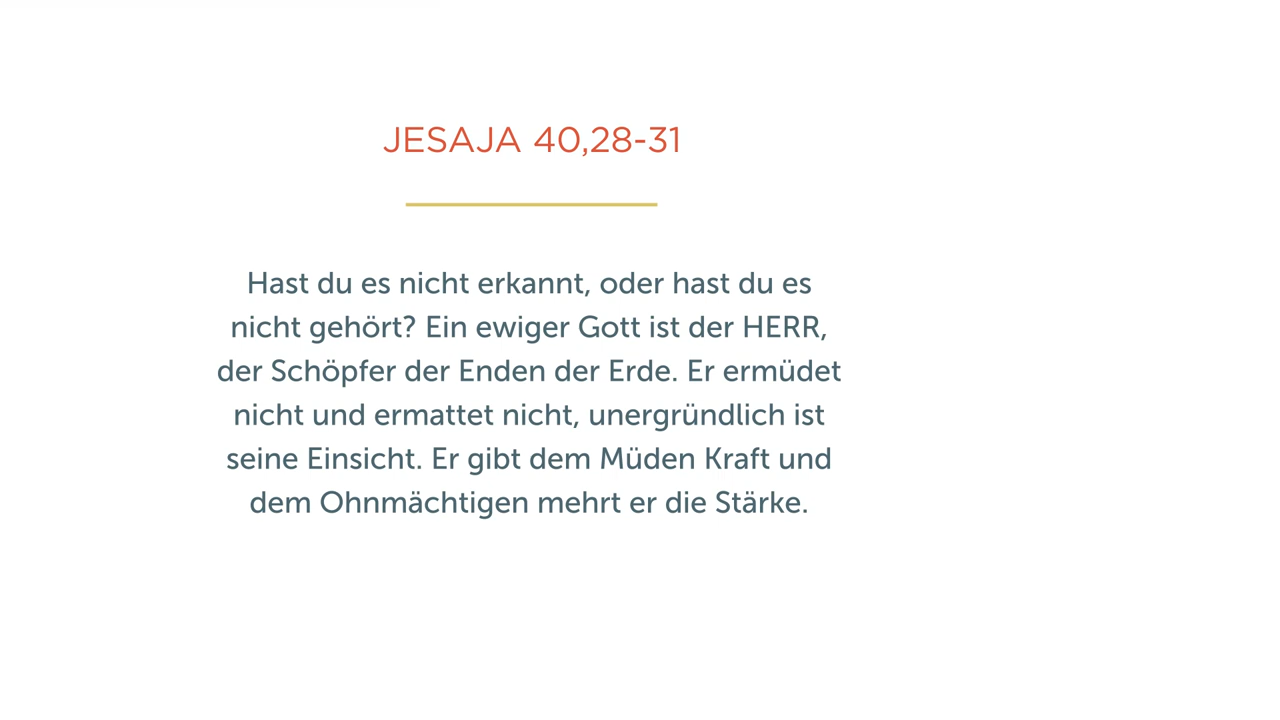 JESAJA 40,28-31
Hast du es nicht erkannt, oder hast du es
nicht gehört? Ein ewiger Gott ist der HERR,
der Schöpfer der Enden der Erde. Er ermüdet
nicht und ermattet nicht, unergründlich ist
seine Einsicht. Er gibt dem Müden Kraft und
dem Ohnmächtigen mehrt er die Stärke.